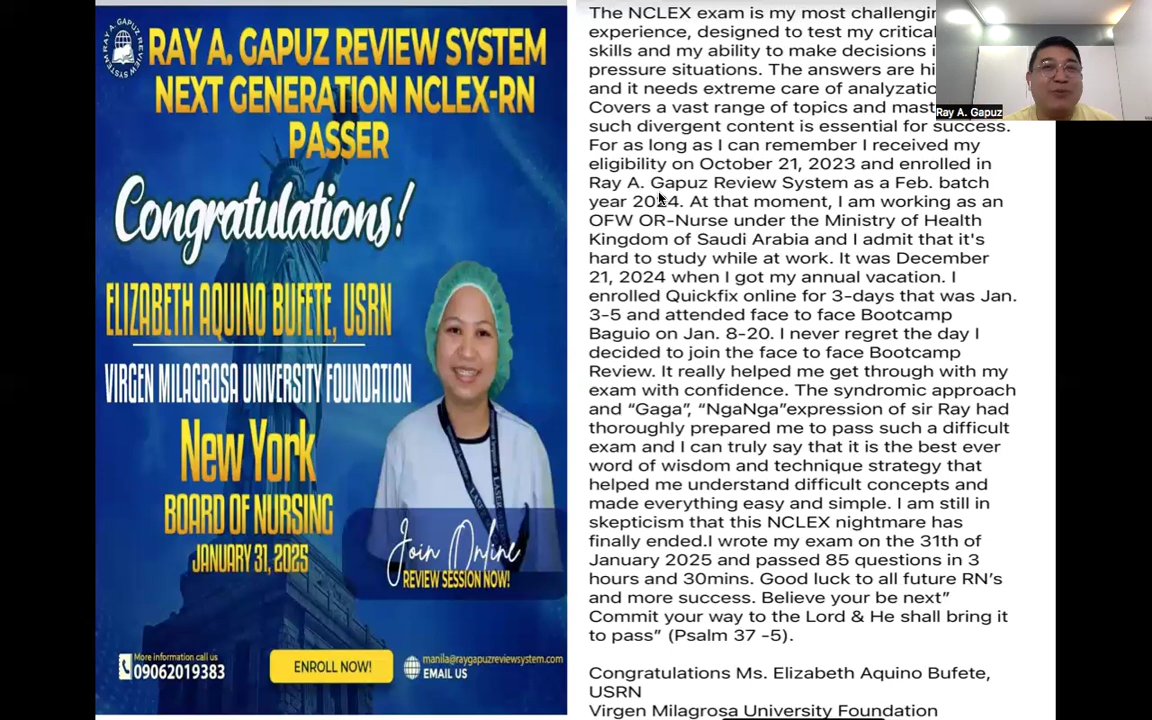 RAY A. GAPUZ REVIEW SYSTEM
RAY A. GAPUZ REVIEW SYSTEM
NEXT GENERATION NCLEX-RN
PASSER
Congratulations!
ELIZABETH AQUINO BUFETE, USRN
VIRGEN MILAGROSA UNIVERSITY FOUNDATION
New York
BOARD OF NURSING
JANUARY 31, 2025
Join Online
REVIEW SESSION NOW!
More information call us
09062019383
ENROLL NOW!
manila@raygapuzreviewsystem.com
EMAIL US
The NCLEX exam is my most
experience, designed to test my critical
skills and my ability to make decisions
pressure situations. The answers are
and it needs extreme care of
Covers a vast range of topics and
such divergent content is essential for success.
For as long as I can remember I received my
eligibility on October 21, 2023 and enrolled in
Ray A. Gapuz Review System as a Feb. batch
year 2024. At that moment, I am working as an
OFW OR-Nurse under the Ministry of Health
Kingdom of Saudi Arabia and I admit that it's
hard to study while at work. It was December
21, 2024 when I got my annual vacation. I
enrolled Quickfix online for 3-days that was Jan.
3-5 and attended face to face Bootcamp
Baguio on Jan. 8-20. I never regret the day I
decided to join the face to face Bootcamp
Review. It really helped me get through with my
exam with confidence. The syndromic approach
and “Gaga”, “NgaNga”expression of sir Ray had
thoroughly prepared me to pass such a difficult
exam and I can truly say that it is the best ever
word of wisdom and technique strategy that
helped me understand difficult concepts and
made everything easy and simple. I am still in
skepticism that this NCLEX nightmare has
finally ended.I wrote my exam on the 31th of
January 2025 and passed 85 questions in 3
hours and 30mins. Good luck to all future RN’s
and more success. Believe your be next”
Commit your way to the Lord & He shall bring it
to pass” (Psalm 37 -5).
Congratulations Ms. Elizabeth Aquino Bufete,
USRN
Virgen Milagrosa University Foundation
Ray A. Gapuz